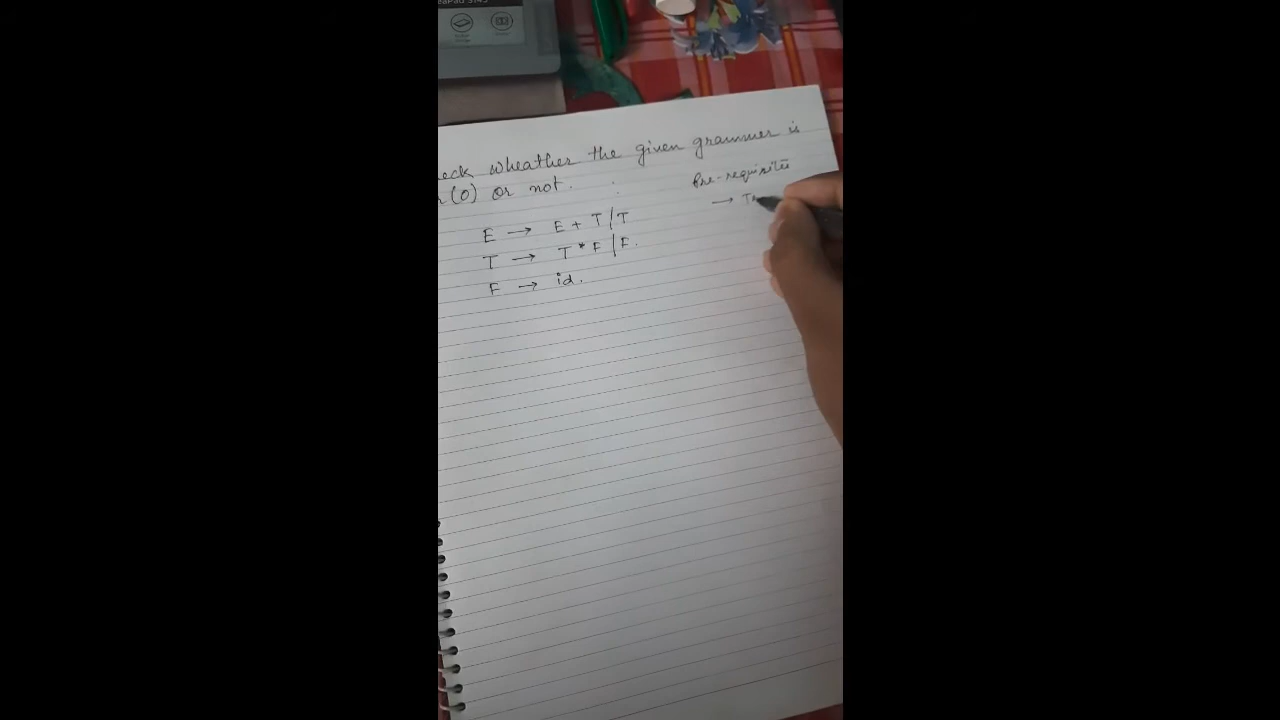 eck wheather the given grammer is
(0) or not.
Pre-requisites
→
E → E + T / T
T → T * F / F.
F → id.